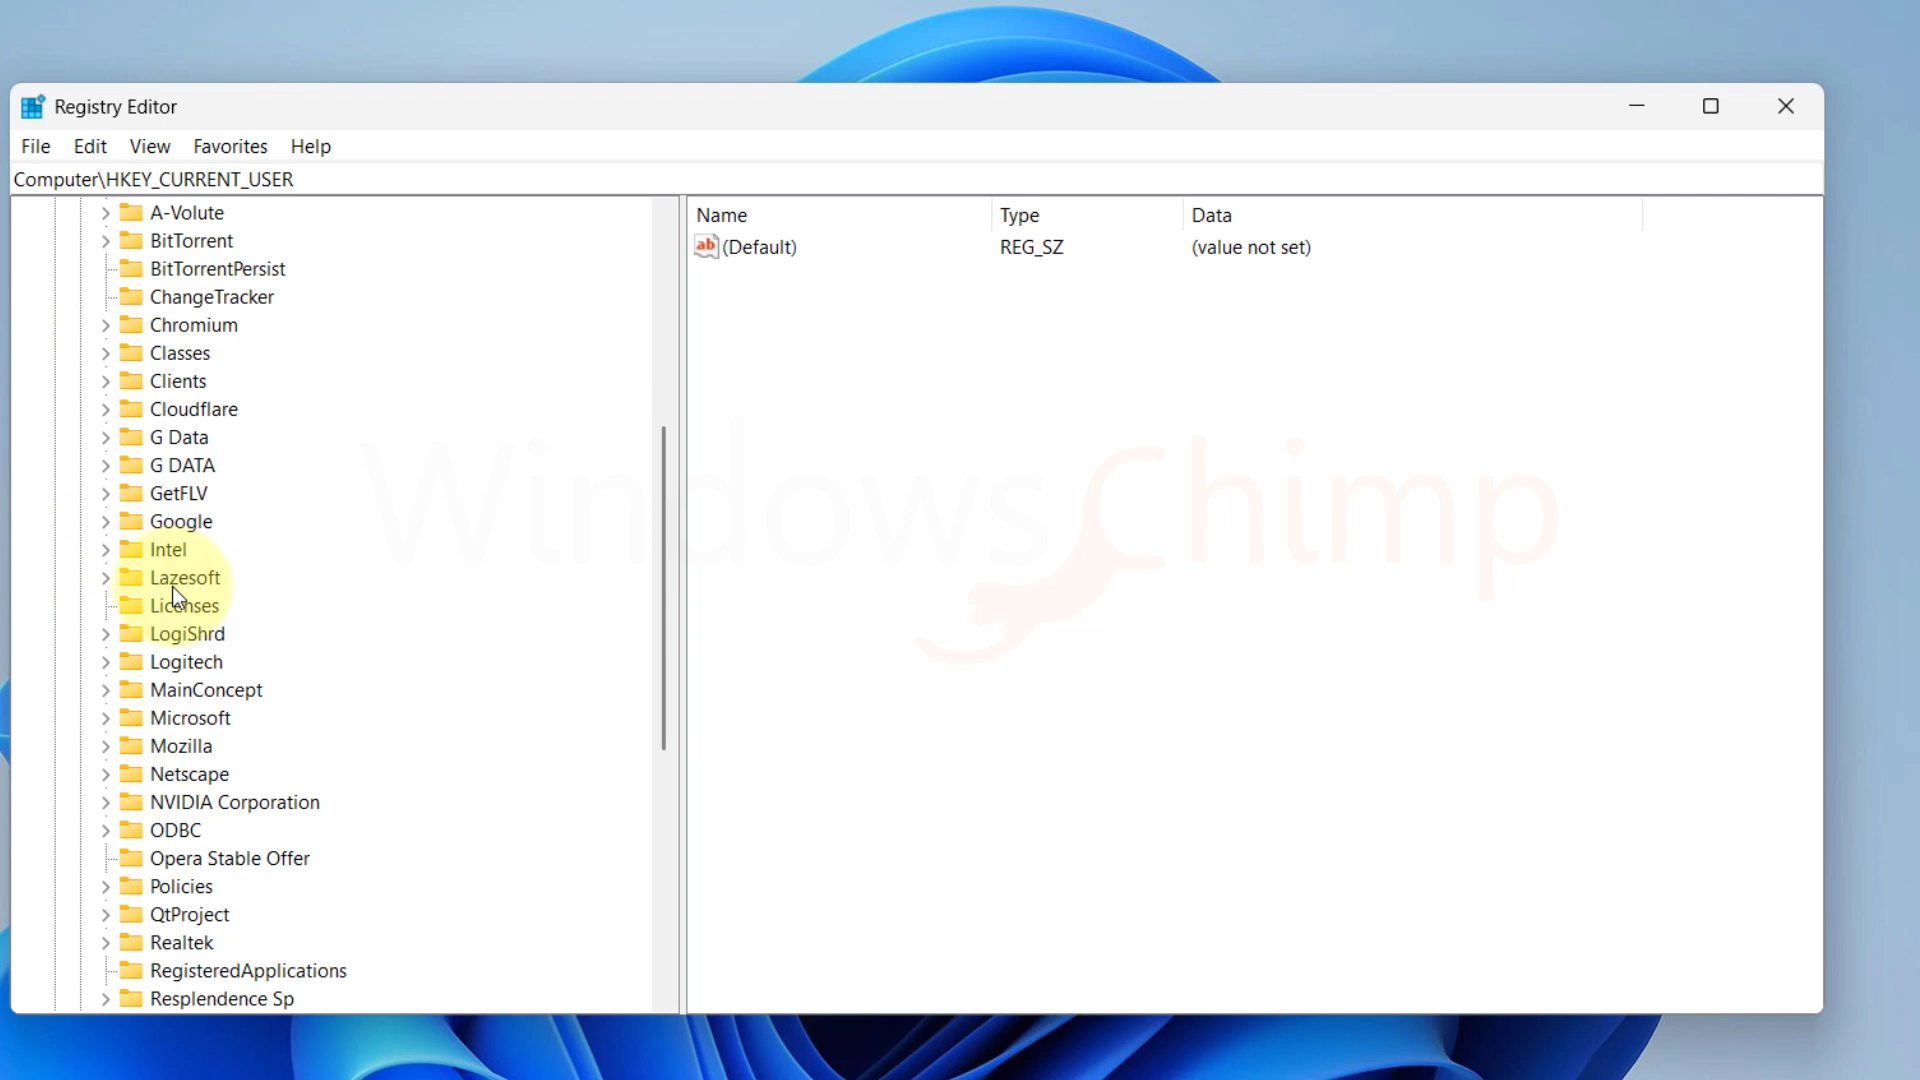 Registry Editor
File Edit View Favorites Help
Computer\HKEY_CURRENT_USER
A-Volute
BitTorrent
BitTorrentPersist
ChangeTracker
Chromium
Classes
Clients
Cloudflare
G Data
G DATA
GetFLV
Google
Intel
Lazesoft
Licenses
LogiShrd
Logitech
MainConcept
Microsoft
Mozilla
Netscape
NVIDIA Corporation
ODBC
Opera Stable Offer
Policies
QtProject
Realtek
RegisteredApplications
Resplendence Sp
Name Type Data
ab (Default) REG_SZ (value not set)
WindowsChimp